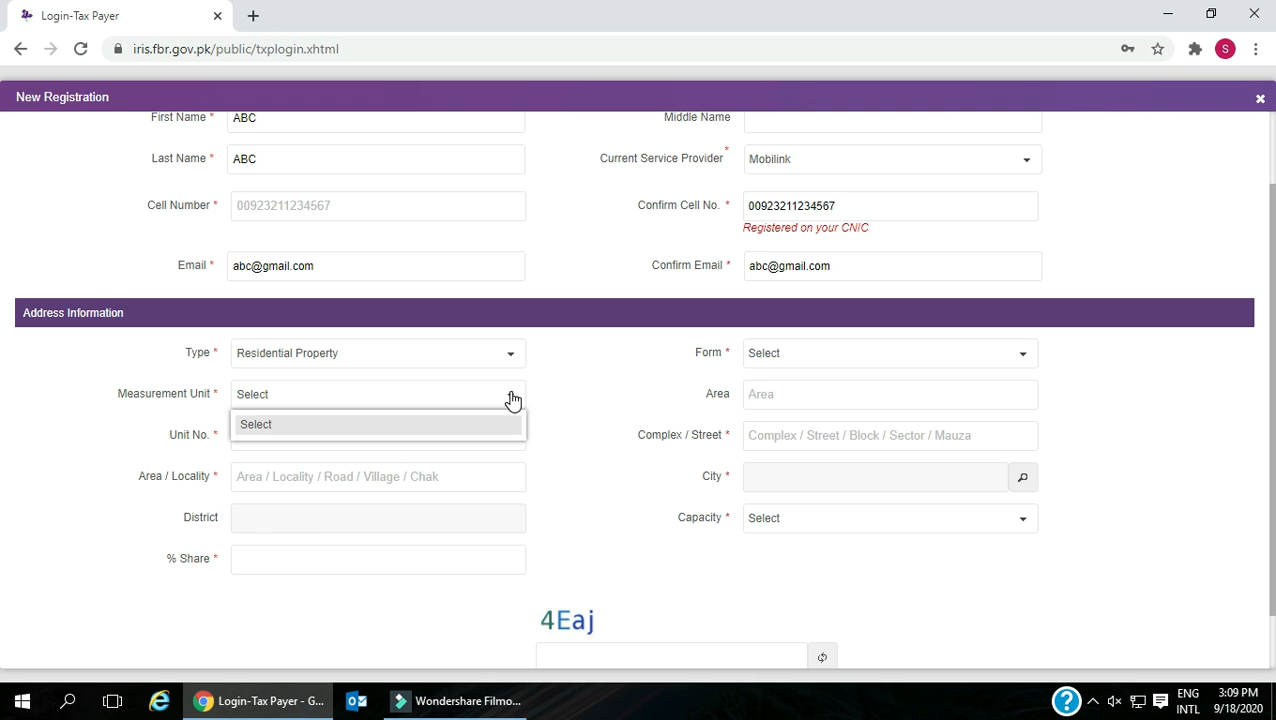 Login-Tax Payer
iris.fbr.gov.pk/public/txplogin.xhtml
S
New Registration
First Name * ABC Middle Name
Last Name * ABC Current Service Provider * Mobilink
Cell Number * 00923211234567 Confirm Cell No. * 00923211234567
Registered on your CNIC
Email * abc@gmail.com Confirm Email * abc@gmail.com
Address Information
Type * Residential Property Form * Select
Measurement Unit * Select Area Area
Select
Unit No. * Complex / Street * Complex / Street / Block / Sector / Mauza
Area / Locality * Area / Locality / Road / Village / Chak City *
District Capacity * Select
% Share *
4Eaj
Login-Tax Payer - G... Wondershare Filmo... ENG 3:09 PM
INTL 9/18/2020